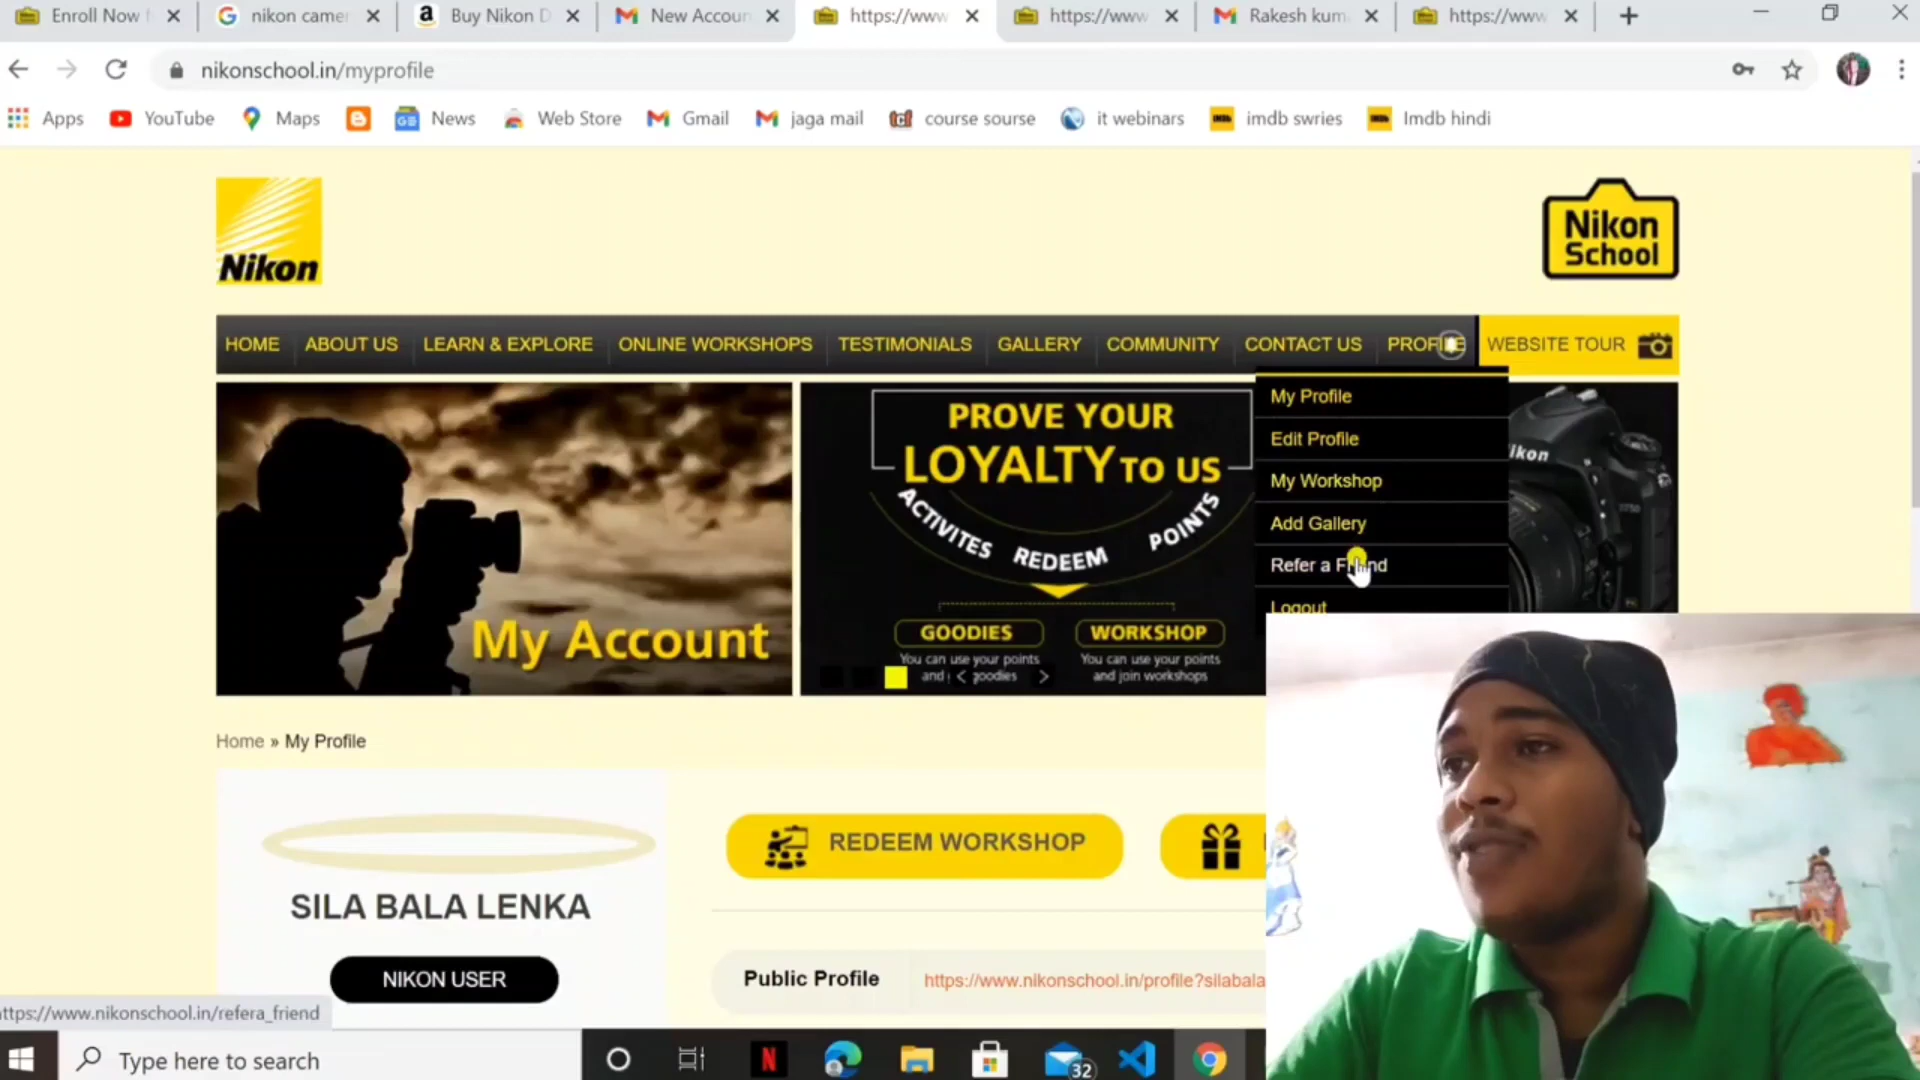 Enroll Now
nikon camer
Buy Nikon D
New Accoun
https://www
https://www
Rakesh kum
https://www
nikonschool.in/myprofile
Apps
YouTube
Maps
News
Web Store
Gmail
jaga mail
course sourse
it webinars
imdb swries
Imdb hindi
Nikon
Nikon
School
HOME
ABOUT US
LEARN & EXPLORE
ONLINE WORKSHOPS
TESTIMONIALS
GALLERY
COMMUNITY
CONTACT US
PROFILE
WEBSITE TOUR
My Profile
Edit Profile
My Workshop
Add Gallery
Refer a Friend
Logout
My Account
PROVE YOUR
LOYALTY TO US
ACTIVITES REDEEM POINTS
GOODIES
You can use your points
and goodies
WORKSHOP
You can use your points
and join workshops
Home » My Profile
SILA BALA LENKA
NIKON USER
REDEEM WORKSHOP
Public Profile
https://www.nikonschool.in/profile?silabala
ttps://www.nikonschool.in/refera_friend
Type here to search
32